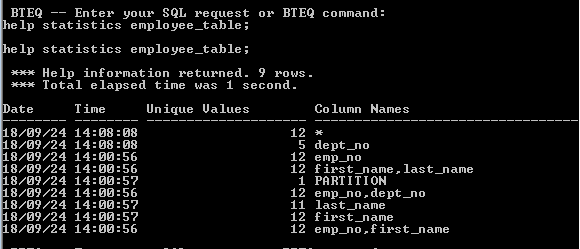 BTEQ -- Enter your SQL request or BTEQ command:
help statistics employee_table;
help statistics employee_table;
*** Help information returned. 9 rows.
*** Total elapsed time was 1 second.
Date Time Unique Values Column Names
-------- -------- -------------------- -----------------------------------
18/09/24 14:08:08 12 *
18/09/24 14:08:08 5 dept_no
18/09/24 14:00:56 12 emp_no
18/09/24 14:00:56 12 first_name,last_name
18/09/24 14:00:57 1 PARTITION
18/09/24 14:00:56 12 emp_no,dept_no
18/09/24 14:00:57 11 last_name
18/09/24 14:00:57 12 first_name
18/09/24 14:00:56 12 emp_no,first_name